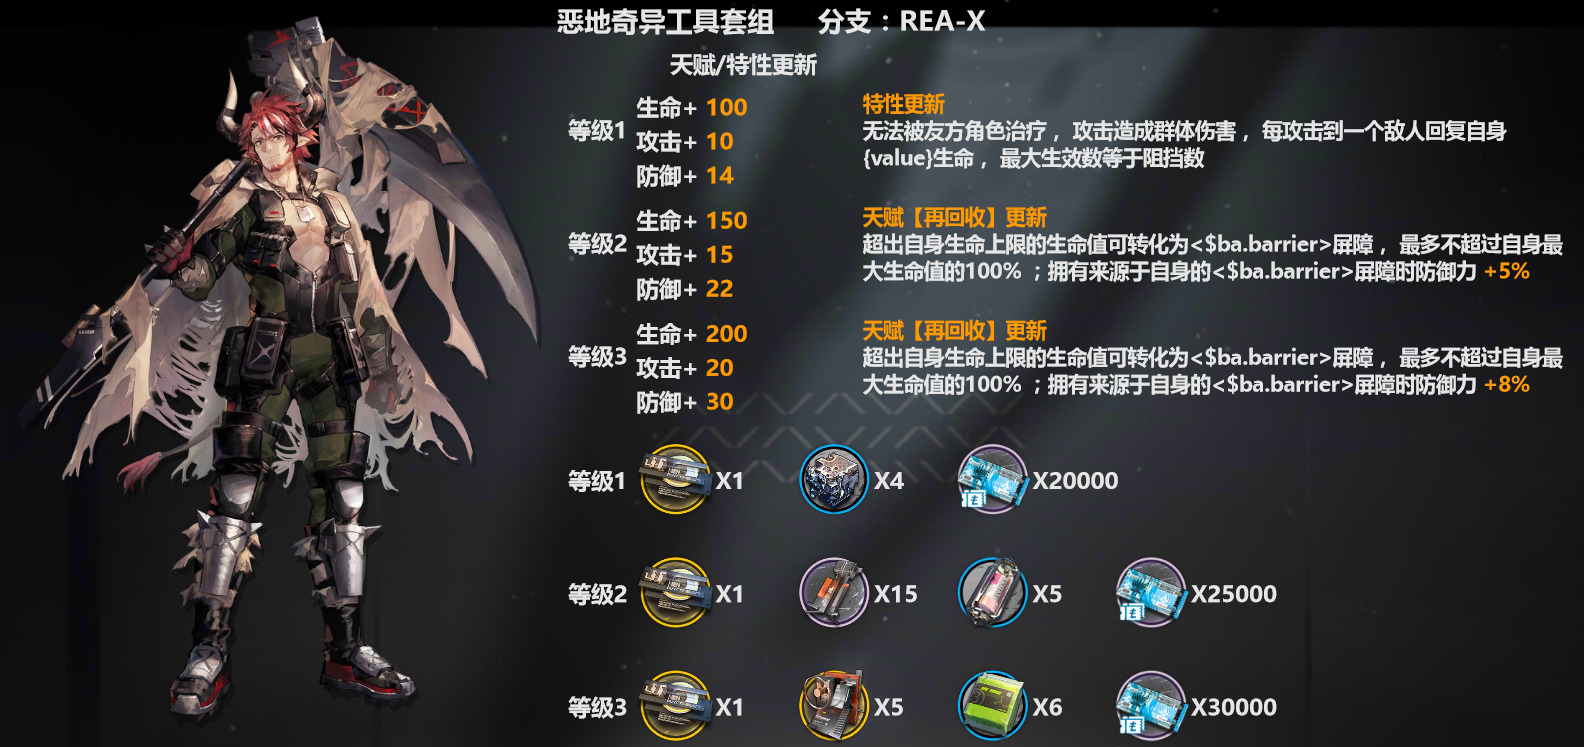 恶地奇异工具套组 分支：REA-X
天赋/特性更新
等级1
生命+ 100
攻击+ 10
防御+ 14
特性更新
无法被友方角色治疗，攻击造成群体伤害，每攻击到一个敌人回复自身
{value}生命，最大生效数等于阻挡数
等级2
生命+ 150
攻击+ 15
防御+ 22
天赋【再回收】更新
超出自身生命上限的生命值可转化为<$ba.barrier>屏障，最多不超过自身最
大生命值的100% ；拥有来源于自身的<$ba.barrier>屏障时防御力 +5%
等级3
生命+ 200
攻击+ 20
防御+ 30
天赋【再回收】更新
超出自身生命上限的生命值可转化为<$ba.barrier>屏障，最多不超过自身最
大生命值的100% ；拥有来源于自身的<$ba.barrier>屏障时防御力 +8%
等级1 X1 X4 X20000
等级2 X1 X15 X5 X25000
等级3 X1 X5 X6 X30000